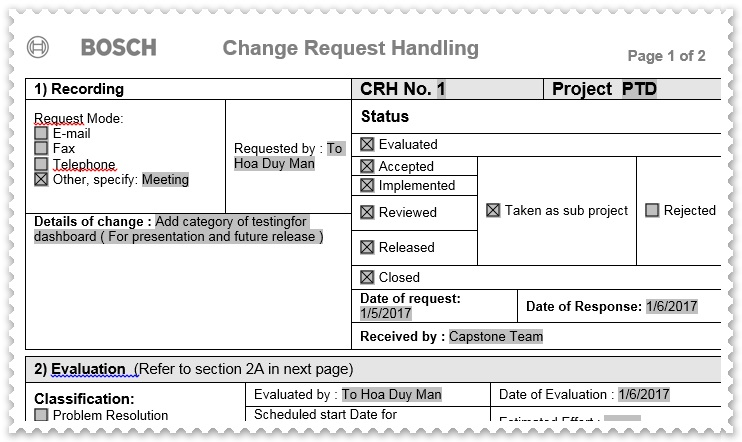 BOSCH
Change Request Handling
Page 1 of 2
1) Recording
CRH No. 1
Project PTD
Request Mode:
E-mail
Fax
Telephone
Other, specify: Meeting
Requested by : To
Hoa Duy Man
Status
Evaluated
Accepted
Implemented
Reviewed
Released
Taken as sub project
Rejected
Closed
Details of change : Add category of testingfor
dashboard ( For presentation and future release )
Date of request:
1/5/2017
Date of Response: 1/6/2017
Received by : Capstone Team
2) Evaluation (Refer to section 2A in next page)
Classification:
Problem Resolution
Evaluated by : To Hoa Duy Man
Date of Evaluation : 1/6/2017
Scheduled start Date for
Estimated Effort :